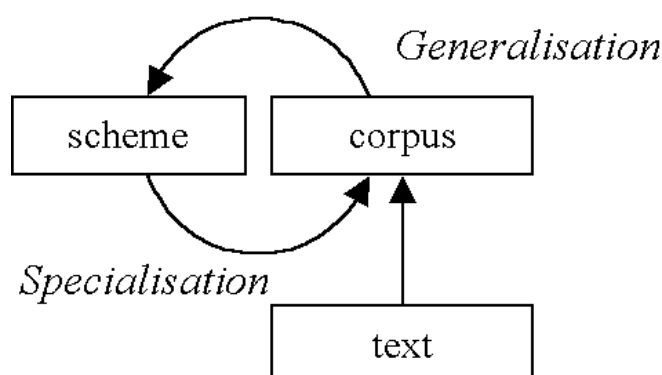 Generalisation
scheme
corpus
Specialisation
text